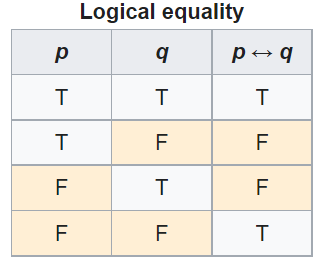 Logical equality
p q p ↔ q
T T T
T F F
F T F
F F T